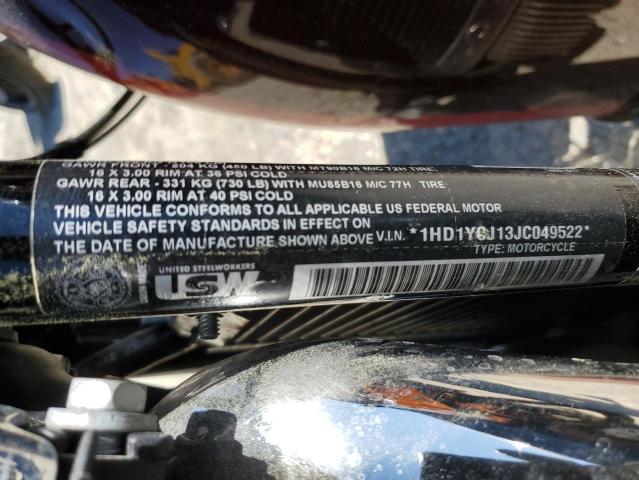 GAWR FRONT - 204 KG (450 LB) WITH MT90B16 M/C 72H TIRE
16 X 3.00 RIM AT 36 PSI COLD
GAWR REAR - 331 KG (730 LB) WITH MU85B16 M/C 77H TIRE
16 X 3.00 RIM AT 40 PSI COLD
THIS VEHICLE CONFORMS TO ALL APPLICABLE US FEDERAL MOTOR
VEHICLE SAFETY STANDARDS IN EFFECT ON
THE DATE OF MANUFACTURE SHOWN ABOVE V.I.N.
TYPE: MOTORCYCLE
UNITED STEELWORKERS
USW